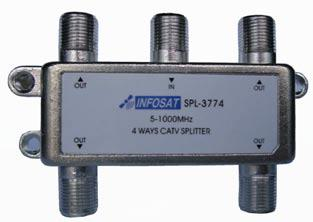 OUT IN OUT
INFOSAT SPL-3774
5-1000MHz
4 WAYS CATV SPLITTER
OUT OUT